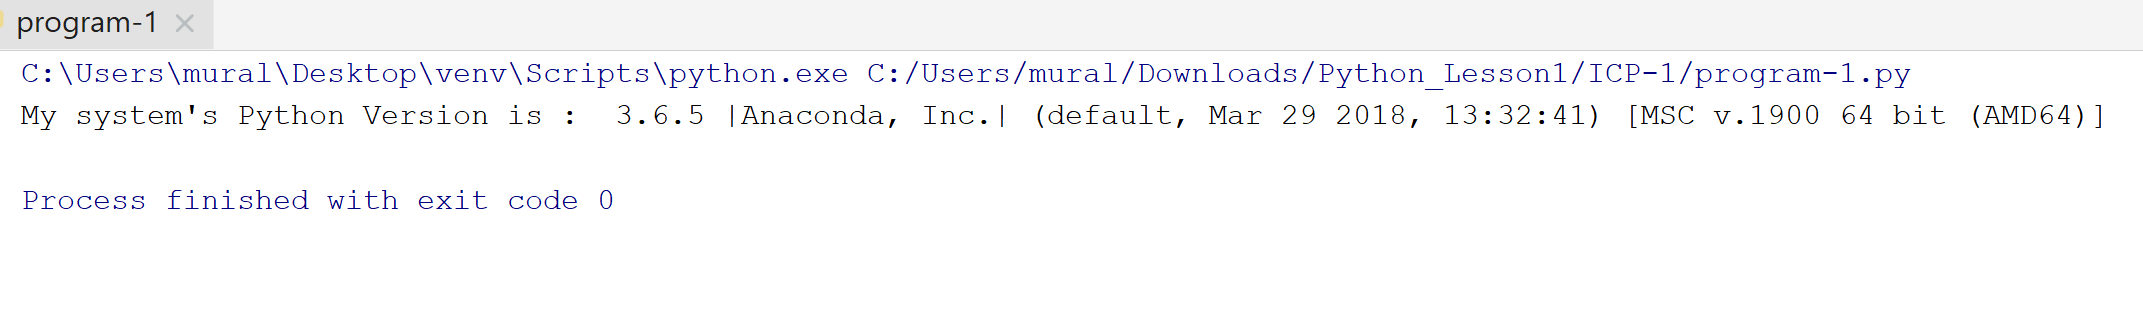 program-1
C:\Users\mural\Desktop\venv\Scripts\python.exe C:/Users/mural/Downloads/Python_Lesson1/ICP-1/program-1.py
My system's Python Version is :  3.6.5 |Anaconda, Inc.| (default, Mar 29 2018, 13:32:41) [MSC v.1900 64 bit (AMD64)]
Process finished with exit code 0